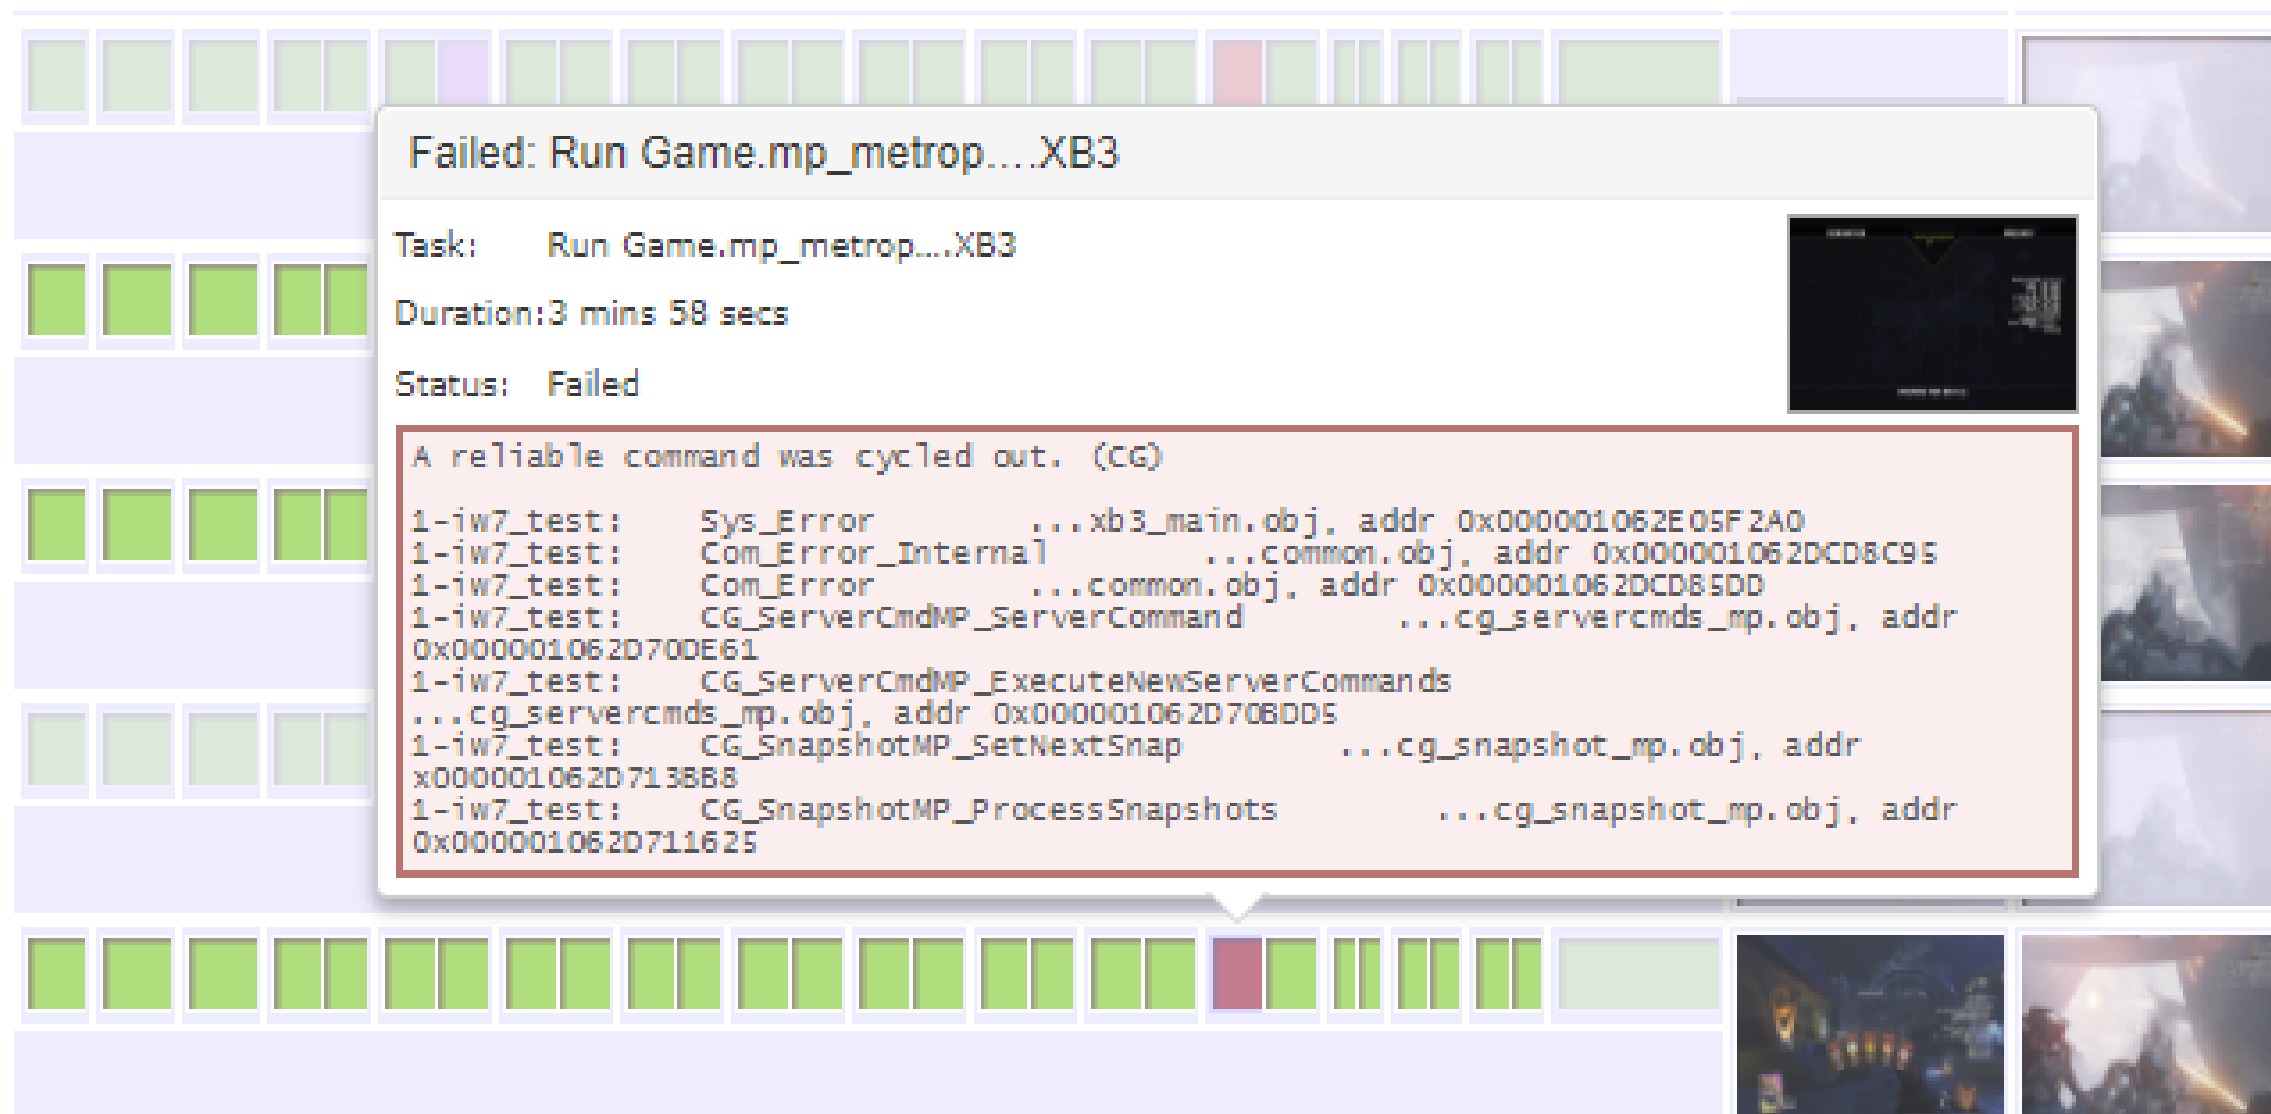 Failed: Run Game.mp_metrop....XB3
Task: Run Game.mp_metrop....XB3
Duration: 3 mins 58 secs
Status: Failed
A reliable command was cycled out. (CG)
1-iw7_test: Sys_Error ...xb3_main.obj, addr 0x000001062E05F2A0
1-iw7_test: Com_Error_Internal ...common.obj, addr 0x000001062DCD8C95
1-iw7_test: Com_Error ...common.obj, addr 0x000001062DCD85DD
1-iw7_test: CG_ServerCmdMP_ServerCommand ...cg_servercmds_mp.obj, addr
0x000001062D70DE61
1-iw7_test: CG_ServerCmdMP_ExecuteNewServerCommands
...cg_servercmds_mp.obj, addr 0x000001062D70BDD5
1-iw7_test: CG_SnapshotMP_SetNextSnap ...cg_snapshot_mp.obj, addr
x000001062D713BB8
1-iw7_test: CG_SnapshotMP_ProcessSnapshots ...cg_snapshot_mp.obj, addr
0x000001062D711625